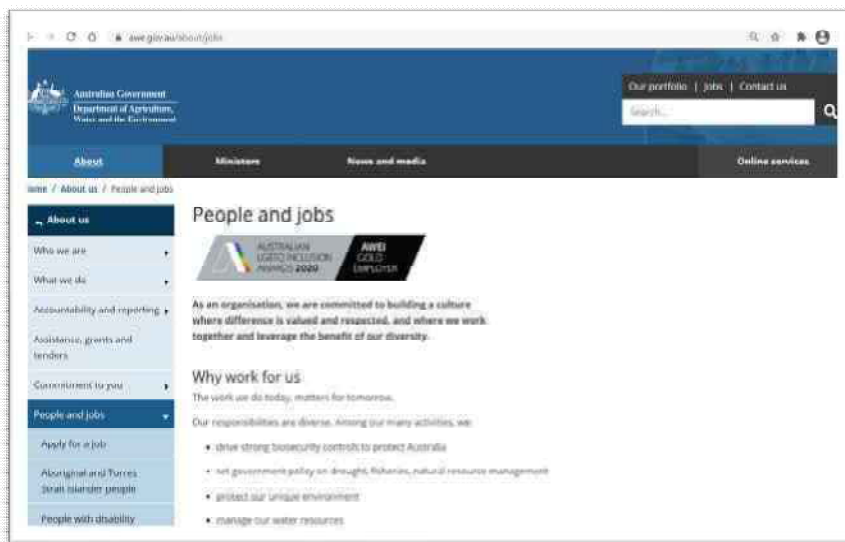 awe.gov.au/about/jobs
Our portfolio | Jobs | Contact us
Australian Government
Department of Agriculture,
Water and the Environment
Search...
About Ministers News and media Online services
Home / About us / People and jobs
About us
People and jobs
Who we are
AUSTRALIAN
LGBTQ INCLUSION
AWARDS 2020
AWEI
GOLD
EMPLOYER
What we do
Accountability and reporting
As an organisation, we are committed to building a culture
where difference is valued and respected, and where we work
together and leverage the benefit of our diversity.
Assistance, grants and
tenders
Commitment to you
Why work for us
The work we do today, matters for tomorrow.
People and jobs
Our responsibilities are diverse. Among our many activities, we:
Apply for a job
• drive strong biosecurity controls to protect Australia
Aboriginal and Torres
Strait Islander people
• set government policy on drought, fisheries, natural resource management
• protect our unique environment
People with disability
• manage our water resources